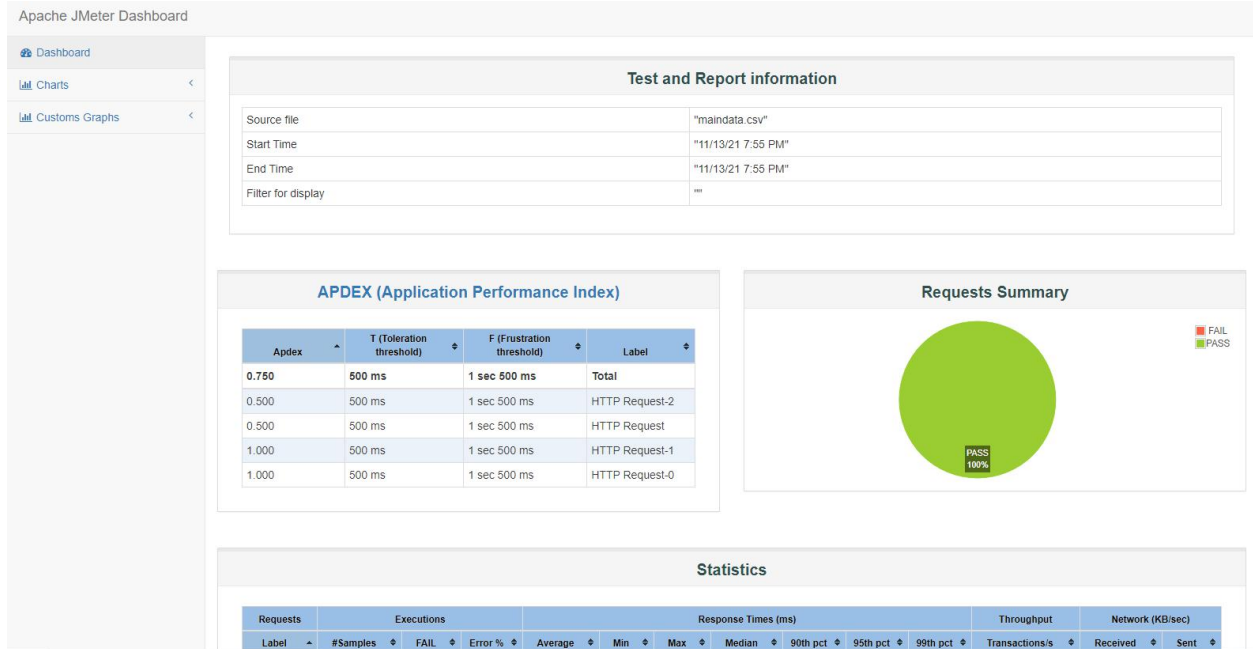 Apache JMeter Dashboard
Dashboard
Charts
Customs Graphs
Test and Report information
Source file "maindata.csv"
Start Time "11/13/21 7:55 PM"
End Time "11/13/21 7:55 PM"
Filter for display ""
APDEX (Application Performance Index)
Apdex T (Toleration threshold) F (Frustration threshold) Label
0.750 500 ms 1 sec 500 ms Total
0.500 500 ms 1 sec 500 ms HTTP Request-2
0.500 500 ms 1 sec 500 ms HTTP Request
1.000 500 ms 1 sec 500 ms HTTP Request-1
1.000 500 ms 1 sec 500 ms HTTP Request-0
Requests Summary
FAIL
PASS
PASS
100%
Statistics
Requests Executions Response Times (ms) Throughput Network (KB/sec)
Label #Samples FAIL Error % Average Min Max Median 90th pct 95th pct 99th pct Transactions/s Received Sent